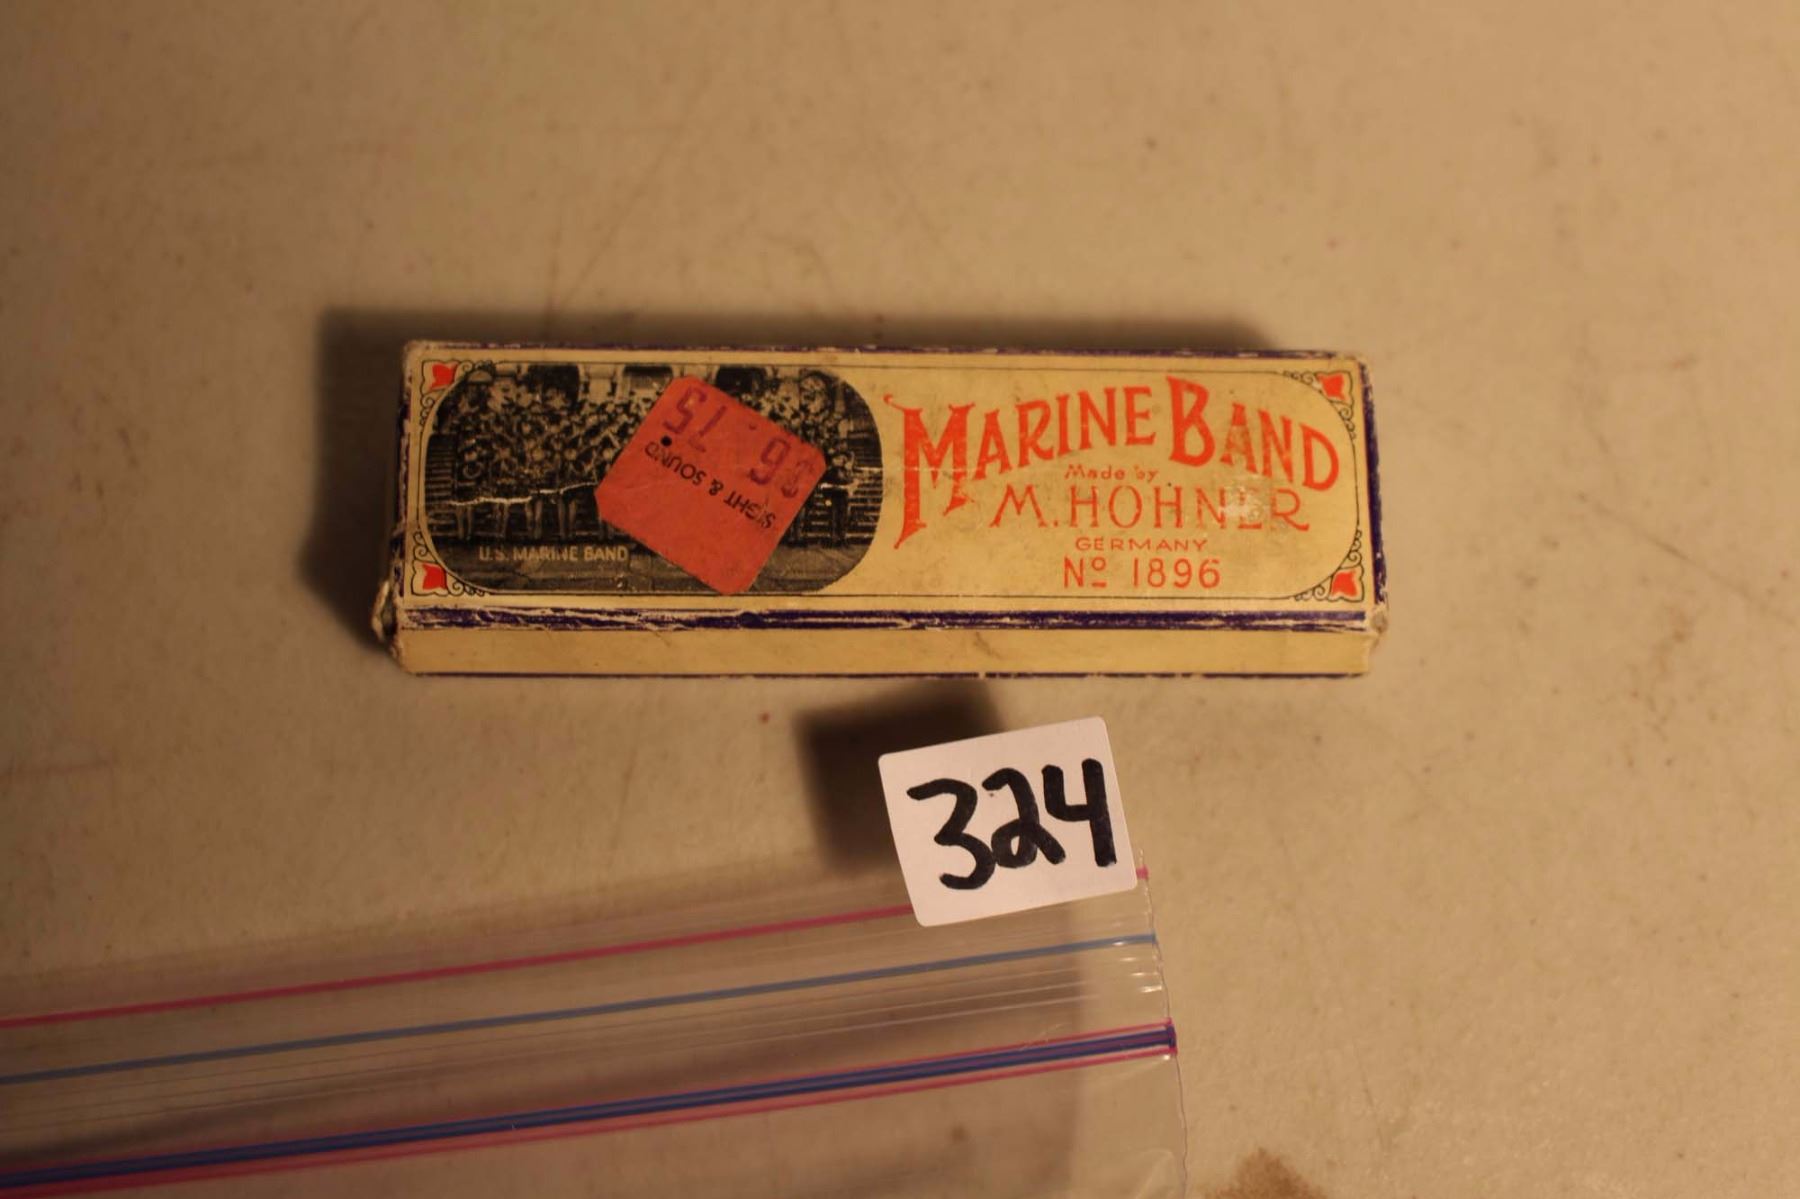 MARINE BAND
Made by
M. HOHNER
GERMANY
Nº 1896
U.S. MARINE BAND
SIGHT & SOUND
$6.75
324